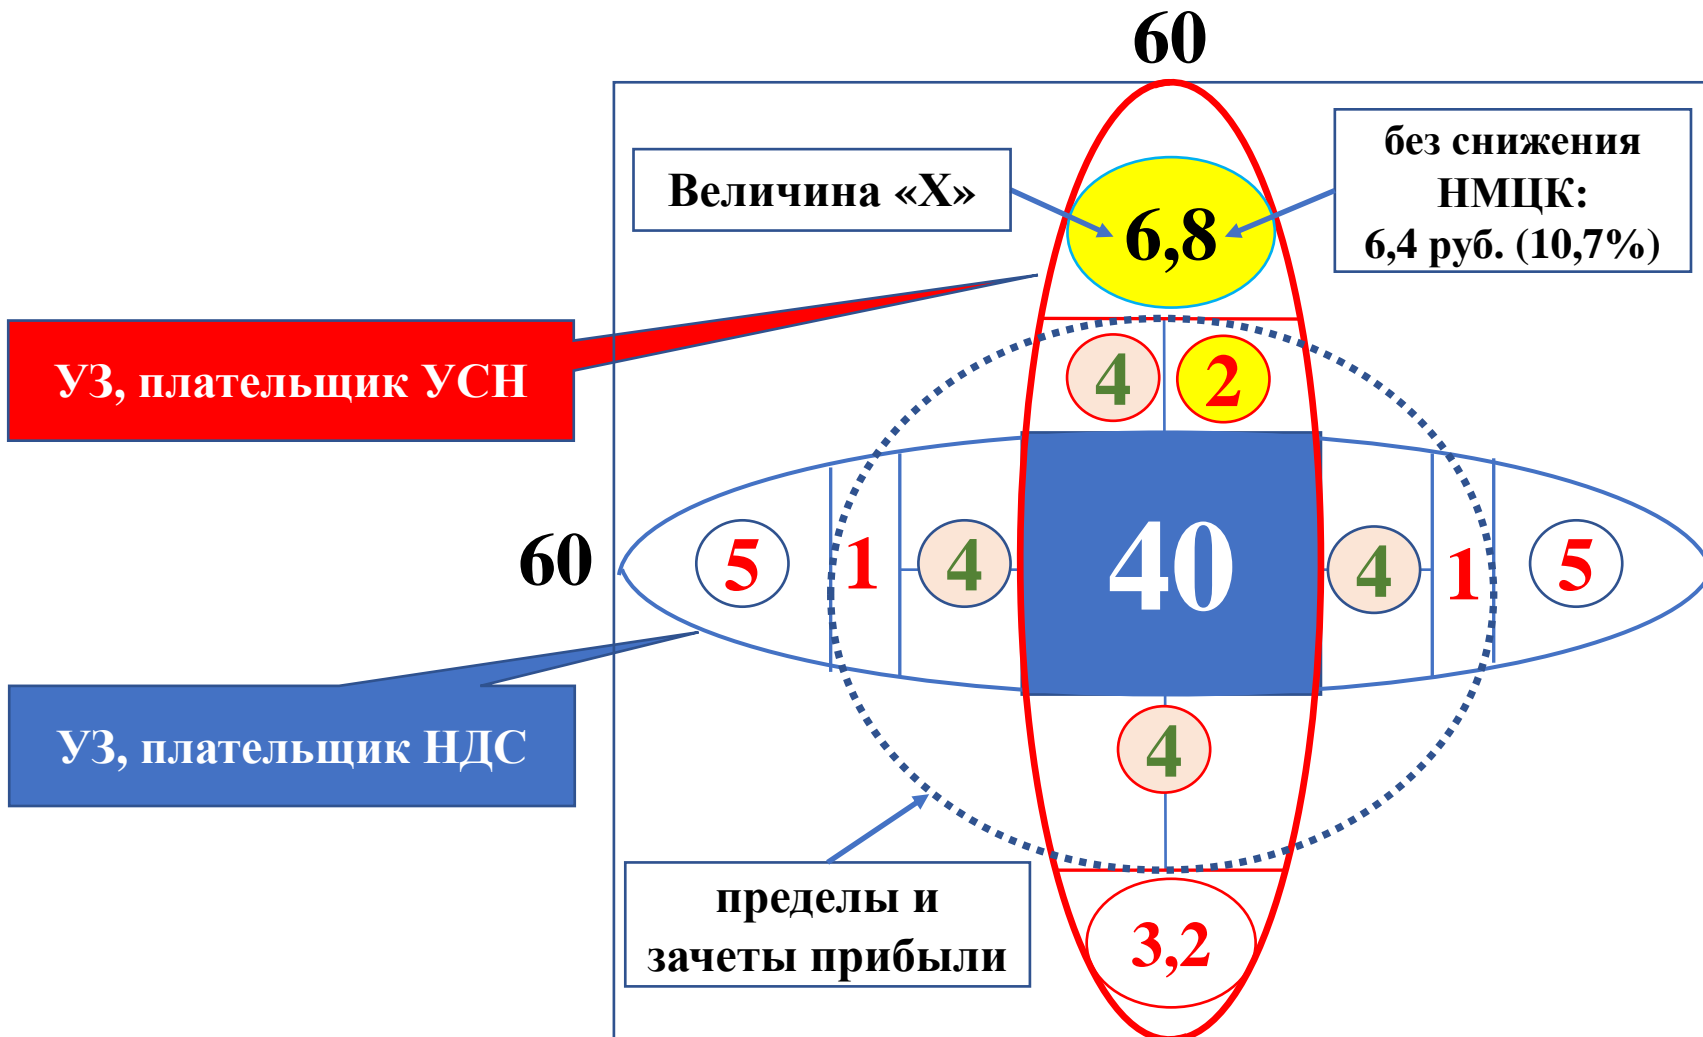 60
Величина «Х»
6,8
без снижения
НМЦК:
6,4 руб. (10,7%)
УЗ, плательщик УСН
4
2
60
5
1
4
40
4
1
5
УЗ, плательщик НДС
4
пределы и
зачеты прибыли
3,2